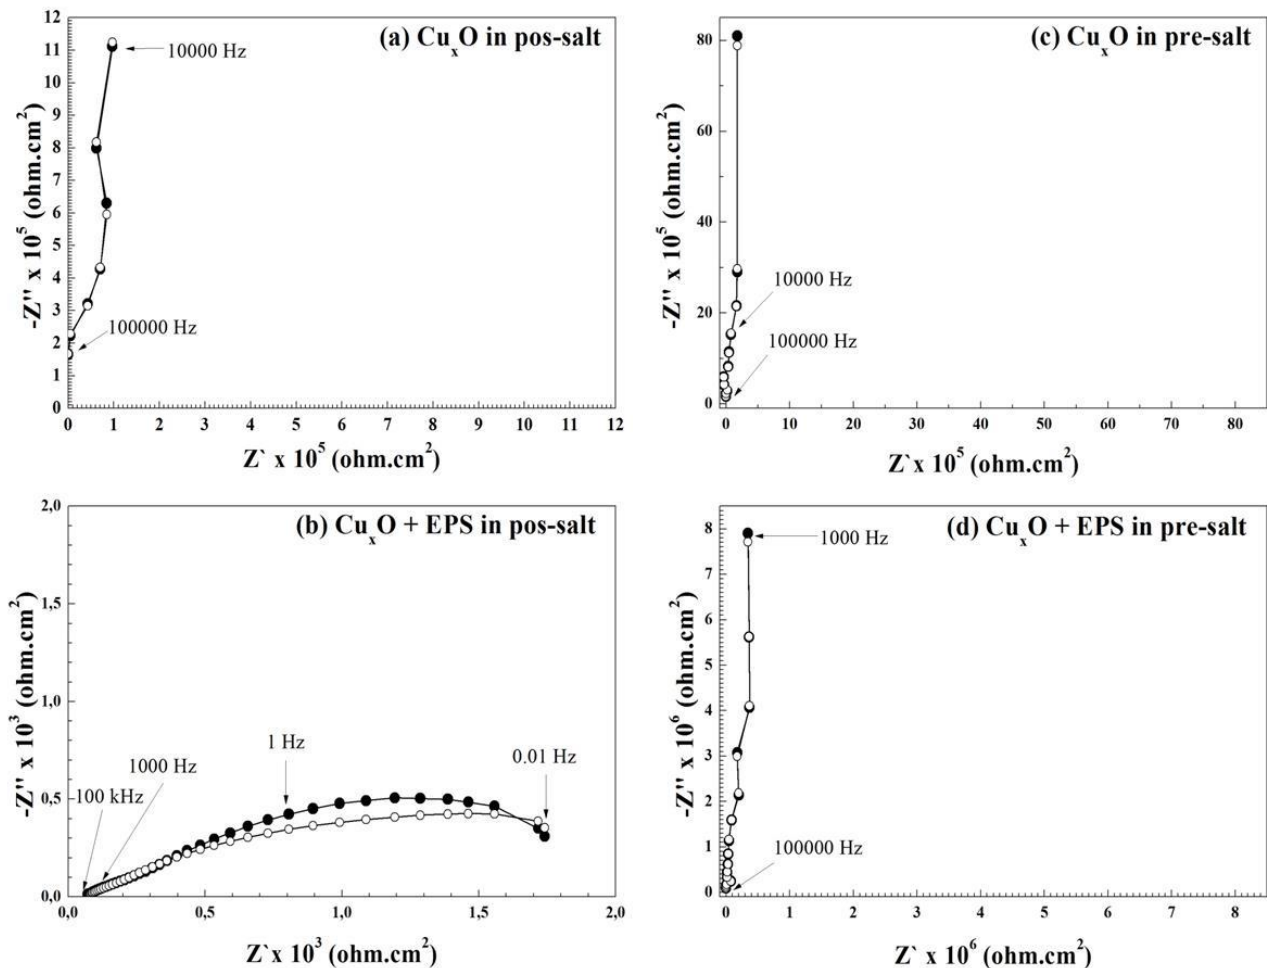 (a) CuxO in pos-salt
12
11
10
9
8
7
6
5
4
3
2
1
0
-Z'' x 10^5 (ohm.cm^2)
10000 Hz
100000 Hz
0 1 2 3 4 5 6 7 8 9 10 11 12
Z` x 10^5 (ohm.cm^2)
(c) CuxO in pre-salt
80
60
40
20
0
-Z'' x 10^5 (ohm.cm^2)
10000 Hz
100000 Hz
0 10 20 30 40 50 60 70 80
Z` x 10^5 (ohm.cm^2)
(b) CuxO + EPS in pos-salt
2,0
1,5
1,0
0,5
0,0
-Z'' x 10^3 (ohm.cm^2)
1 Hz
1000 Hz
0.01 Hz
100 kHz
0,0 0,5 1,0 1,5 2,0
Z` x 10^3 (ohm.cm^2)
(d) CuxO + EPS in pre-salt
8
7
6
5
4
3
2
1
0
-Z'' x 10^6 (ohm.cm^2)
1000 Hz
100000 Hz
0 1 2 3 4 5 6 7 8
Z` x 10^6 (ohm.cm^2)